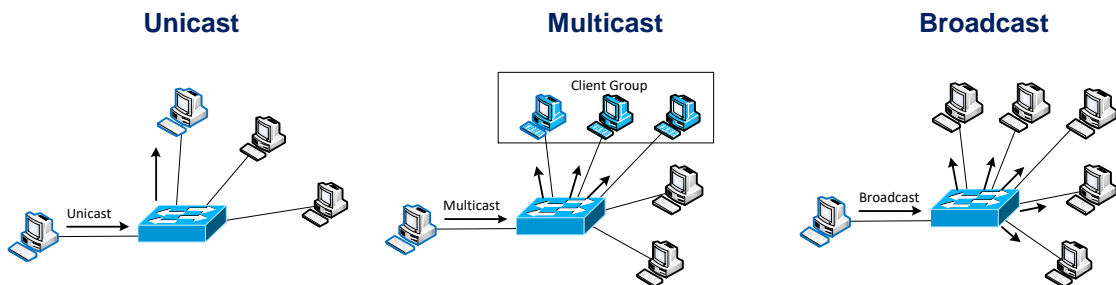 Unicast
Multicast
Broadcast
Client Group
Unicast
Multicast
Broadcast